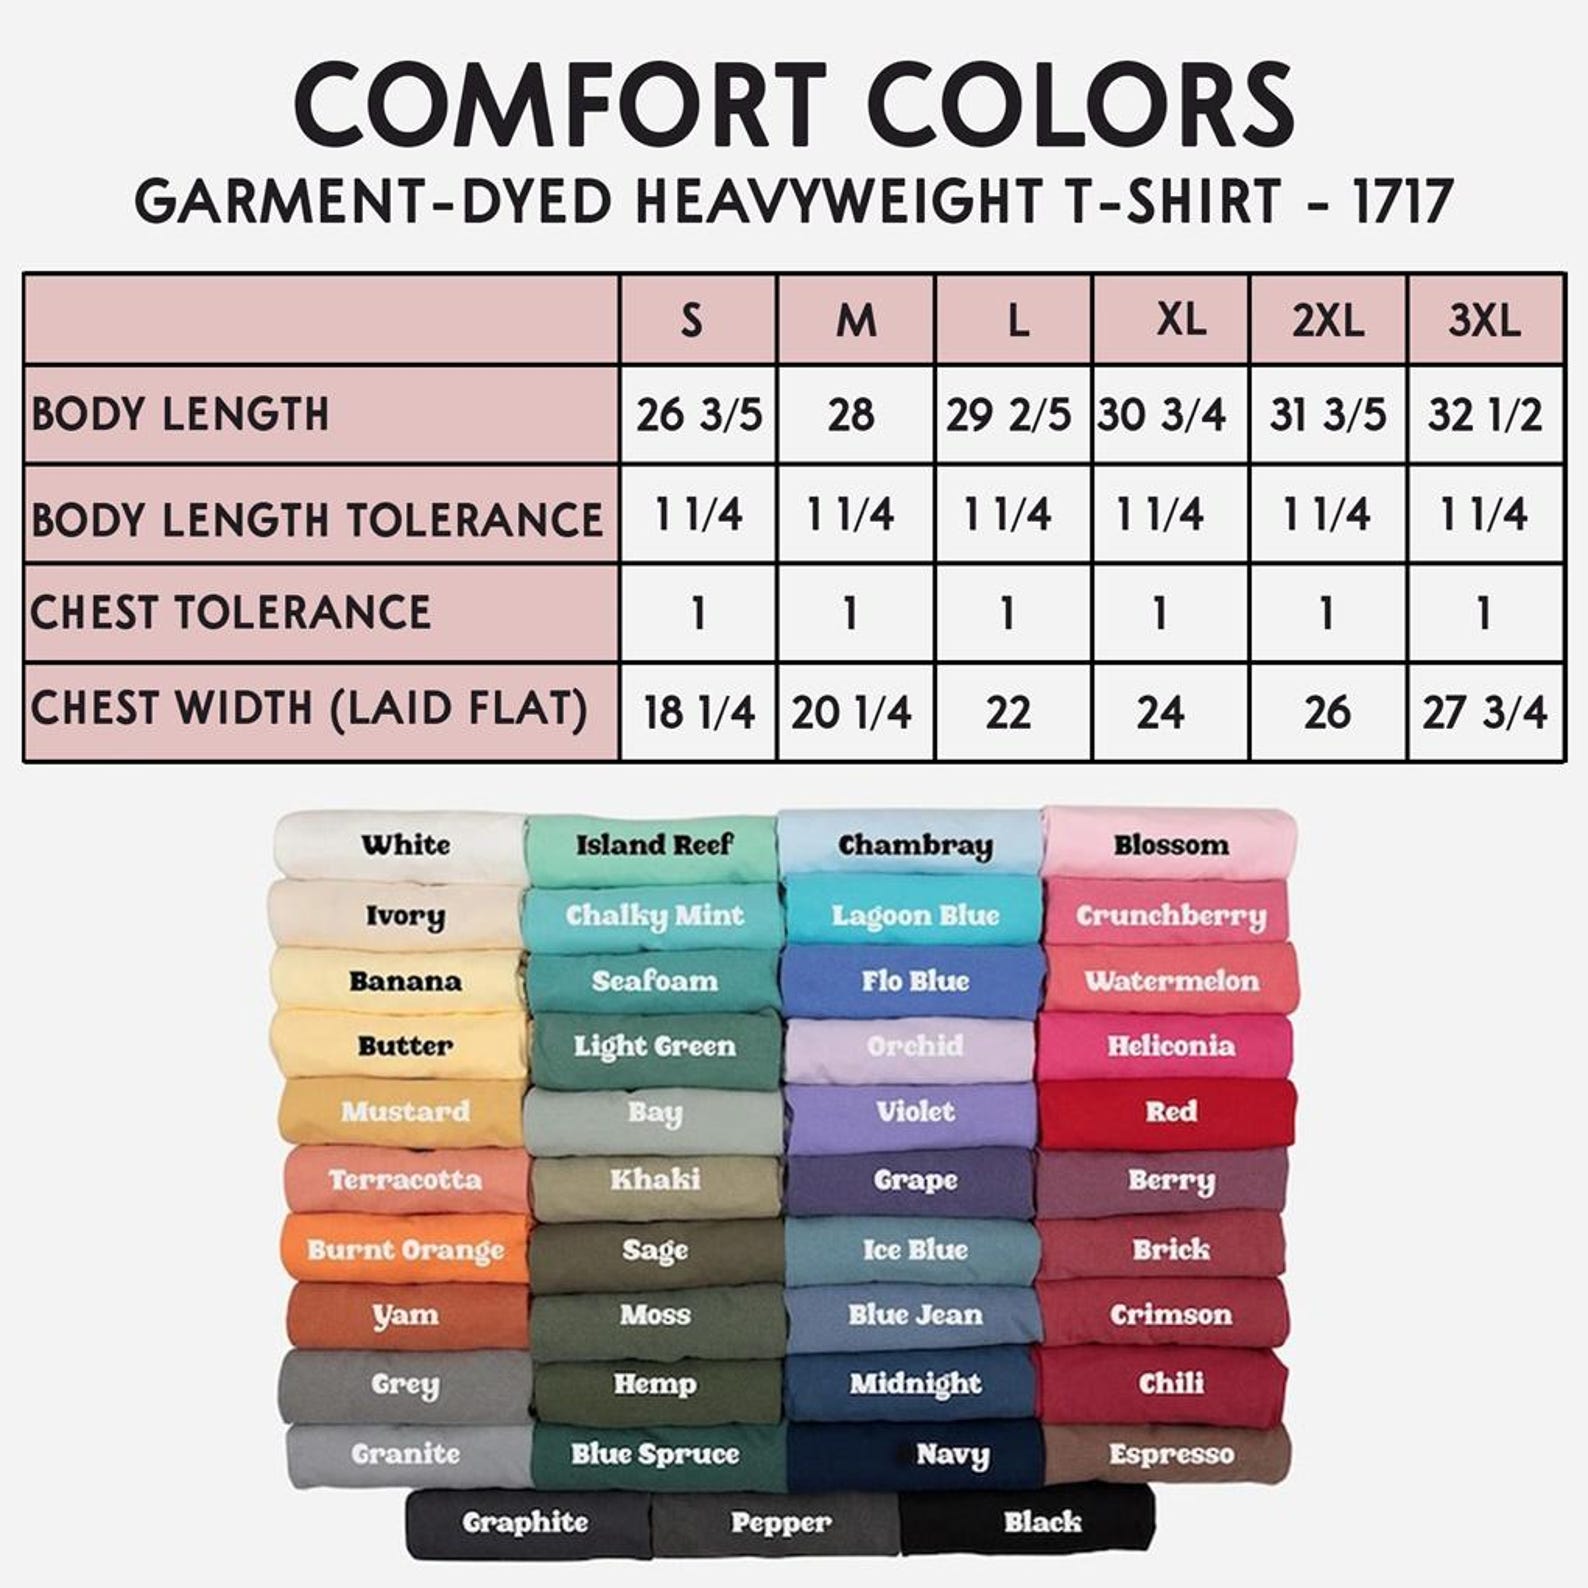 COMFORT COLORS
GARMENT-DYED HEAVYWEIGHT T-SHIRT - 1717
S M L XL 2XL 3XL
BODY LENGTH 26 3/5 28 29 2/5 30 3/4 31 3/5 32 1/2
BODY LENGTH TOLERANCE 1 1/4 1 1/4 1 1/4 1 1/4 1 1/4 1 1/4
CHEST TOLERANCE 1 1 1 1 1 1
CHEST WIDTH (LAID FLAT) 18 1/4 20 1/4 22 24 26 27 3/4
White Island Reef Chambray Blossom
Ivory Chalky Mint Lagoon Blue Crunchberry
Banana Seafoam Flo Blue Watermelon
Butter Light Green Orchid Heliconia
Mustard Bay Violet Red
Terracotta Khaki Grape Berry
Burnt Orange Sage Ice Blue Brick
Yam Moss Blue Jean Crimson
Grey Hemp Midnight Chili
Granite Blue Spruce Navy Espresso
Graphite Pepper Black